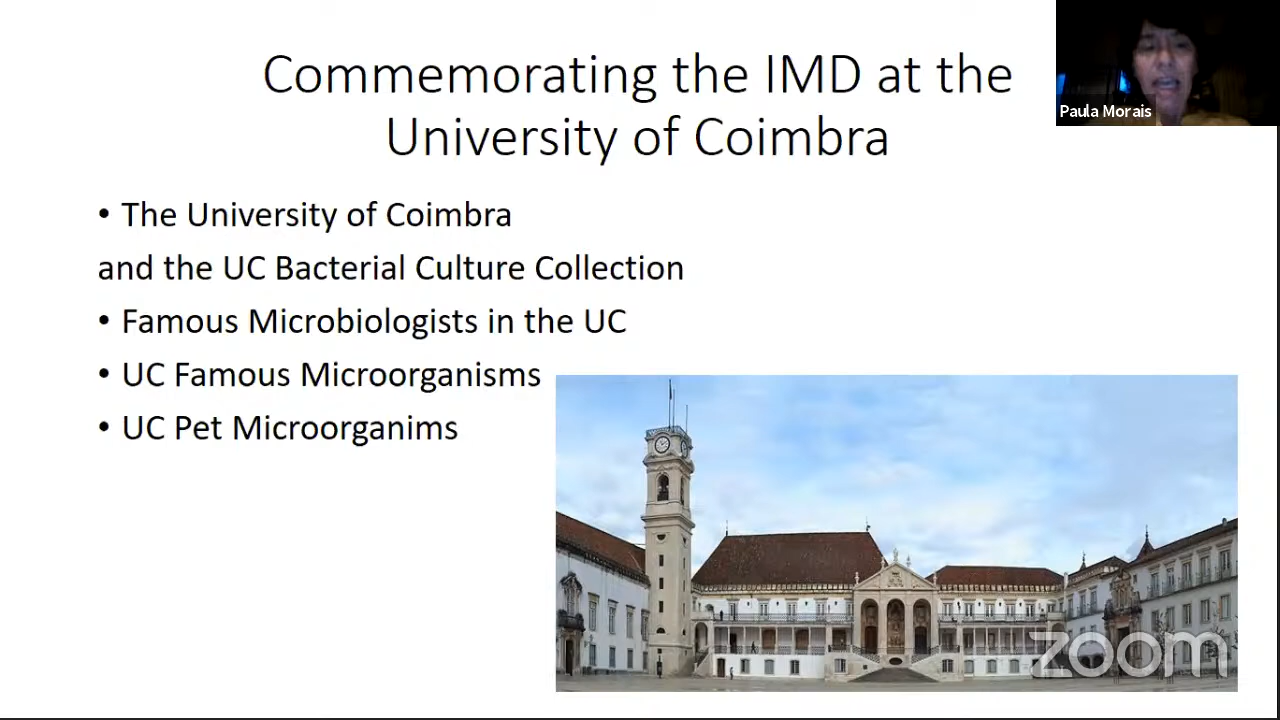 Commemorating the IMD at the
University of Coimbra
Paula Morais
• The University of Coimbra
and the UC Bacterial Culture Collection
• Famous Microbiologists in the UC
• UC Famous Microorganisms
• UC Pet Microorganims
zoom